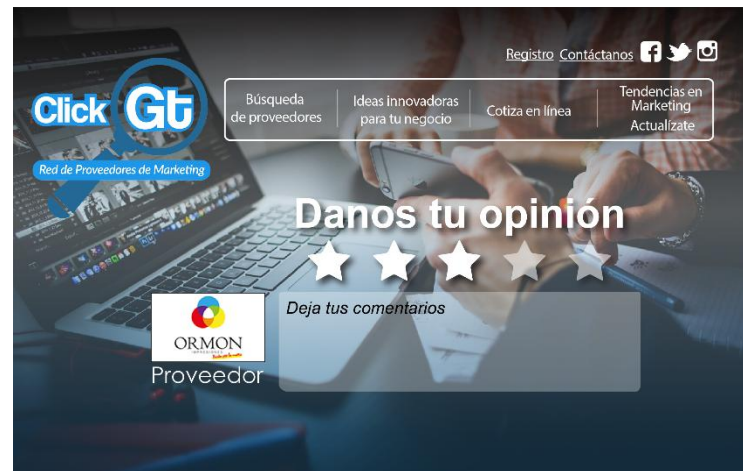 Registro Contáctanos
Click Gt
Red de Proveedores de Marketing
Búsqueda
de proveedores
Ideas innovadoras
para tu negocio
Cotiza en línea
Tendencias en
Marketing
Actualízate
Danos tu opinión
Deja tus comentarios
ORMON
Proveedor